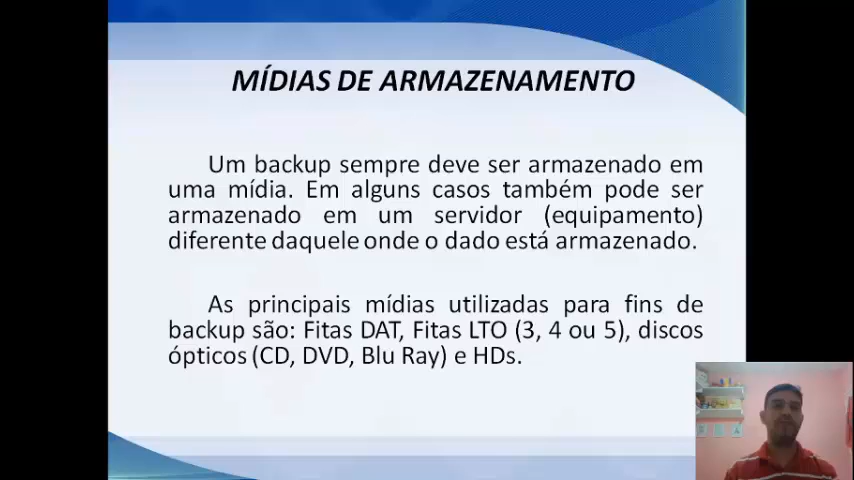 MÍDIAS DE ARMAZENAMENTO
Um backup sempre deve ser armazenado em
uma mídia. Em alguns casos também pode ser
armazenado em um servidor (equipamento)
diferente daquele onde o dado está armazenado.
As principais mídias utilizadas para fins de
backup são: Fitas DAT, Fitas LTO (3, 4 ou 5), discos
ópticos (CD, DVD, Blu Ray) e HDs.